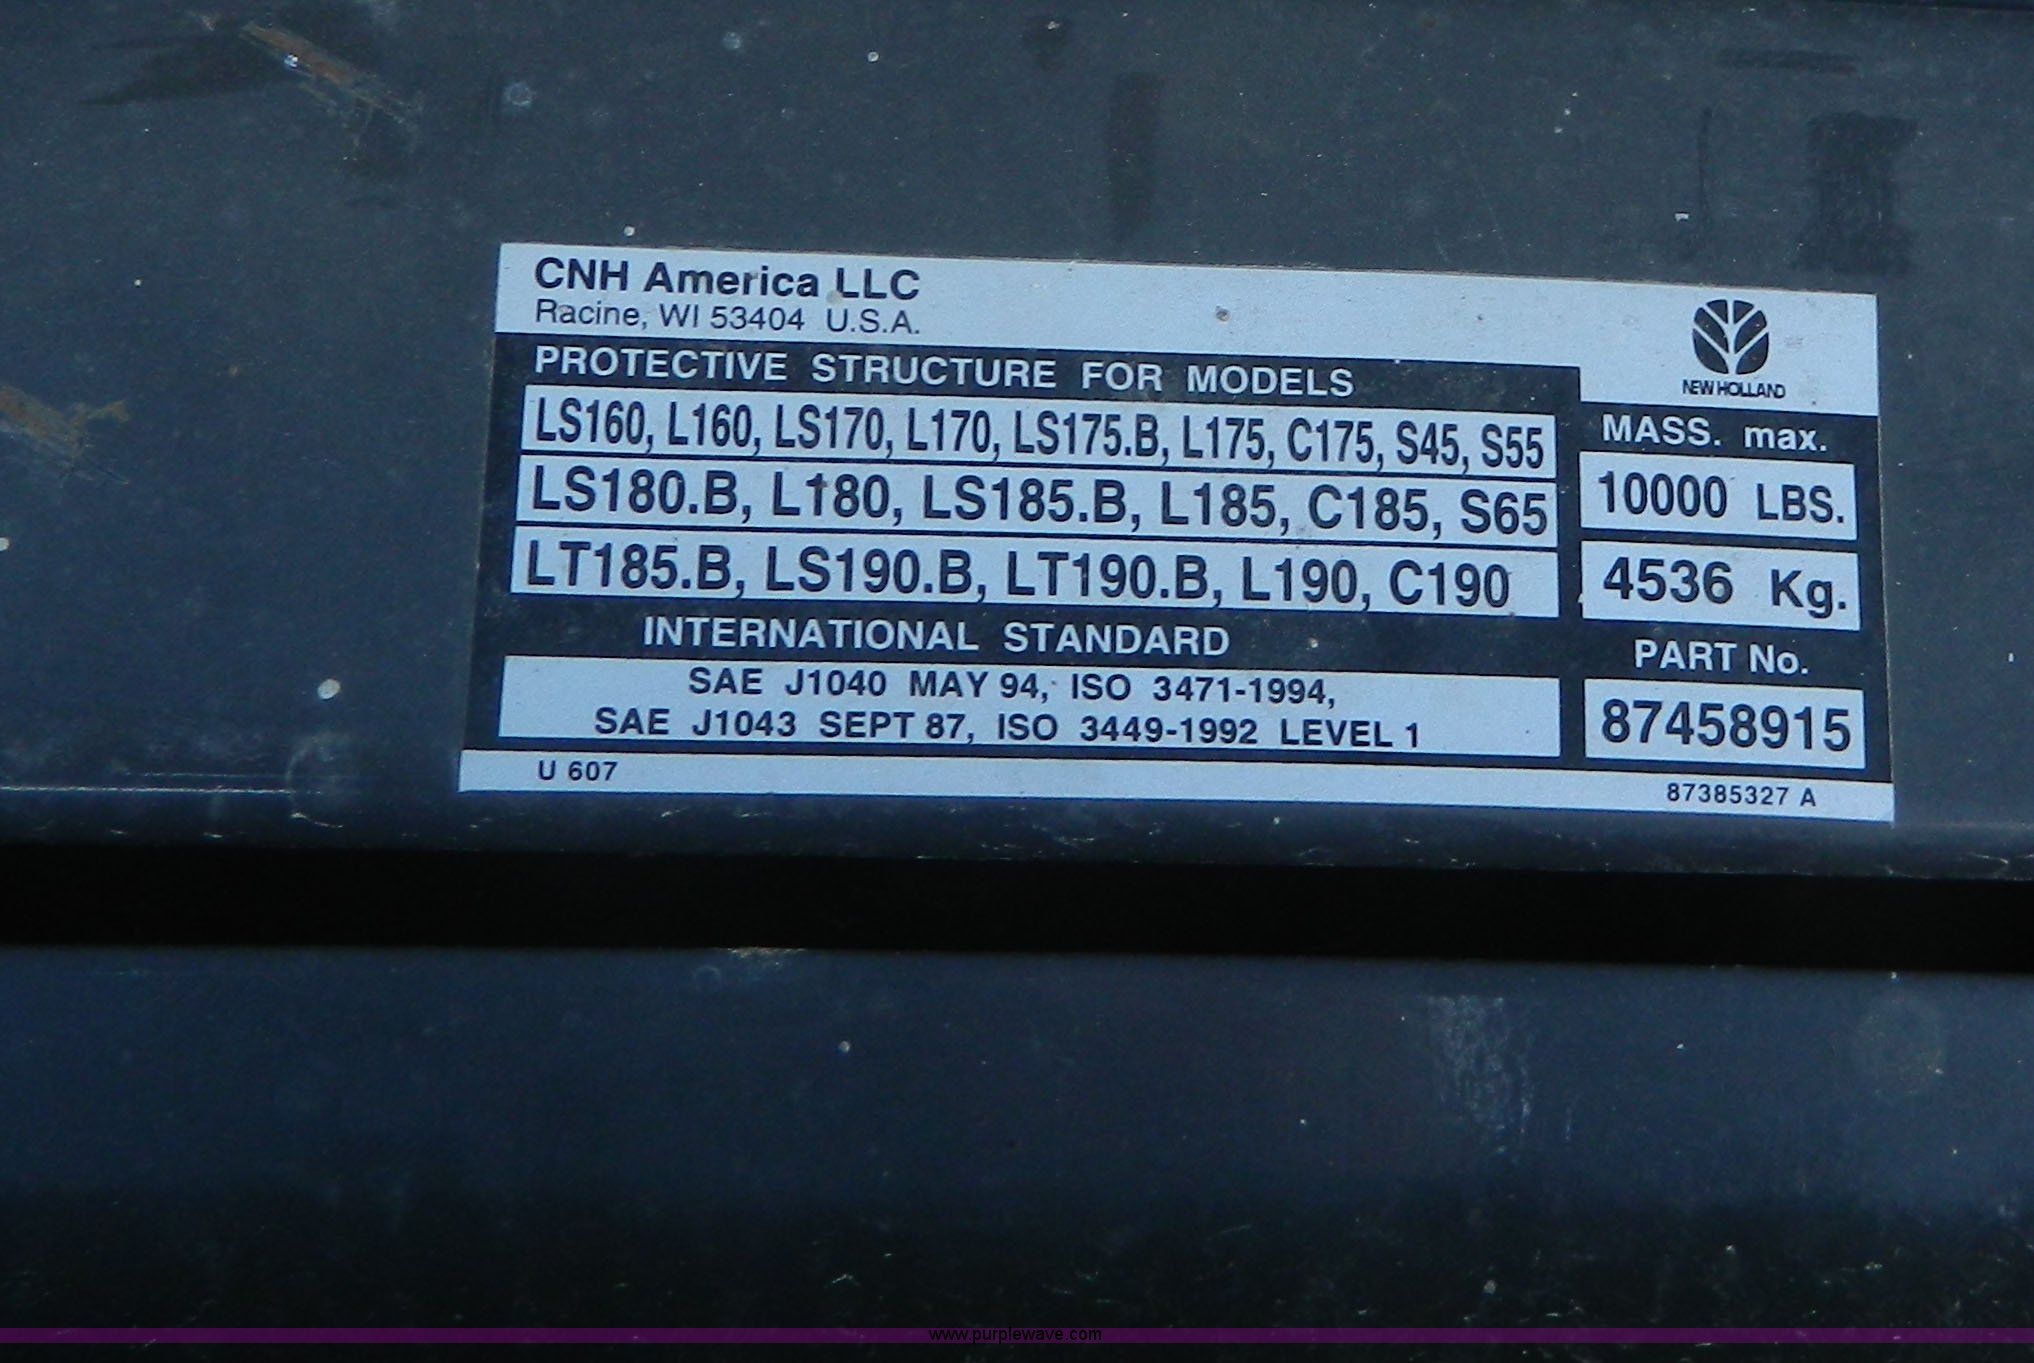 CNH America LLC
Racine, WI 53404 U.S.A.
NEW HOLLAND
PROTECTIVE STRUCTURE FOR MODELS
LS160, L160, LS170, L170, LS175.B, L175, C175, S45, S55
LS180.B, L180, LS185.B, L185, C185, S65
LT185.B, LS190.B, LT190.B, L190, C190
MASS. max.
10000 LBS.
4536 Kg.
INTERNATIONAL STANDARD
SAE J1040 MAY 94, ISO 3471-1994,
SAE J1043 SEPT 87, ISO 3449-1992 LEVEL 1
PART No.
87458915
U 607
87385327 A
www.purplewave.com